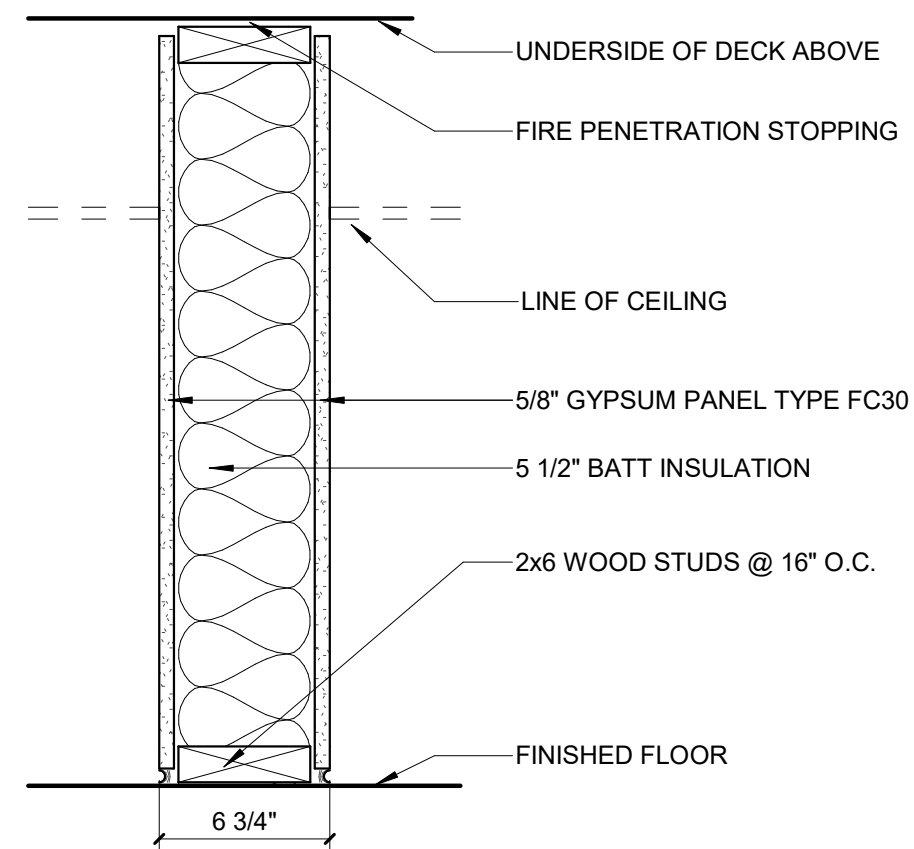 UNDERSIDE OF DECK ABOVE
FIRE PENETRATION STOPPING
LINE OF CEILING
5/8" GYPSUM PANEL TYPE FC30
5 1/2" BATT INSULATION
2x6 WOOD STUDS @ 16" O.C.
FINISHED FLOOR
6 3/4"